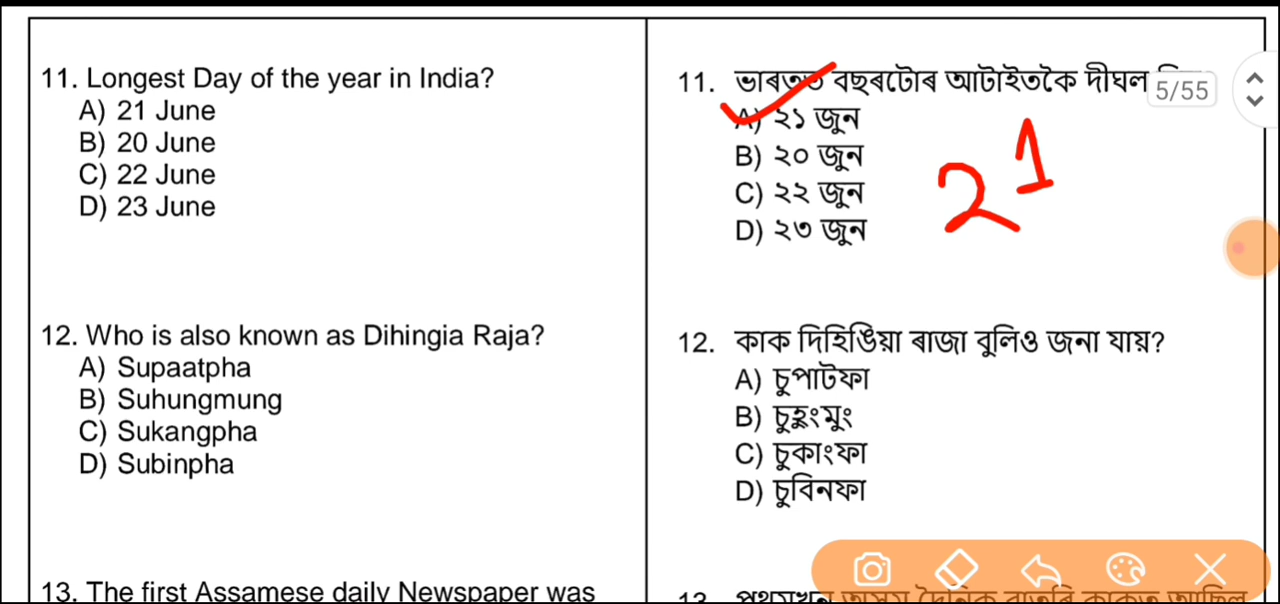 11. Longest Day of the year in India?
A) 21 June
B) 20 June
C) 22 June
D) 23 June
12. Who is also known as Dihingia Raja?
A) Supaatpha
B) Suhungmung
C) Sukangpha
D) Subinpha
13. The first Assamese daily Newspaper was
11. ভাৰতত বছৰটোৰ আটাইতকৈ দীঘল
5/55
A) ২১ জুন
B) ২০ জুন
C) ২২ জুন
D) ২৩ জুন
21
12. কাক দিহিঙিয়া ৰাজা বুলিও জনা যায়?
A) চুপাটফা
B) চুহুংমুং
C) চুকাংফা
D) চুবিনফা